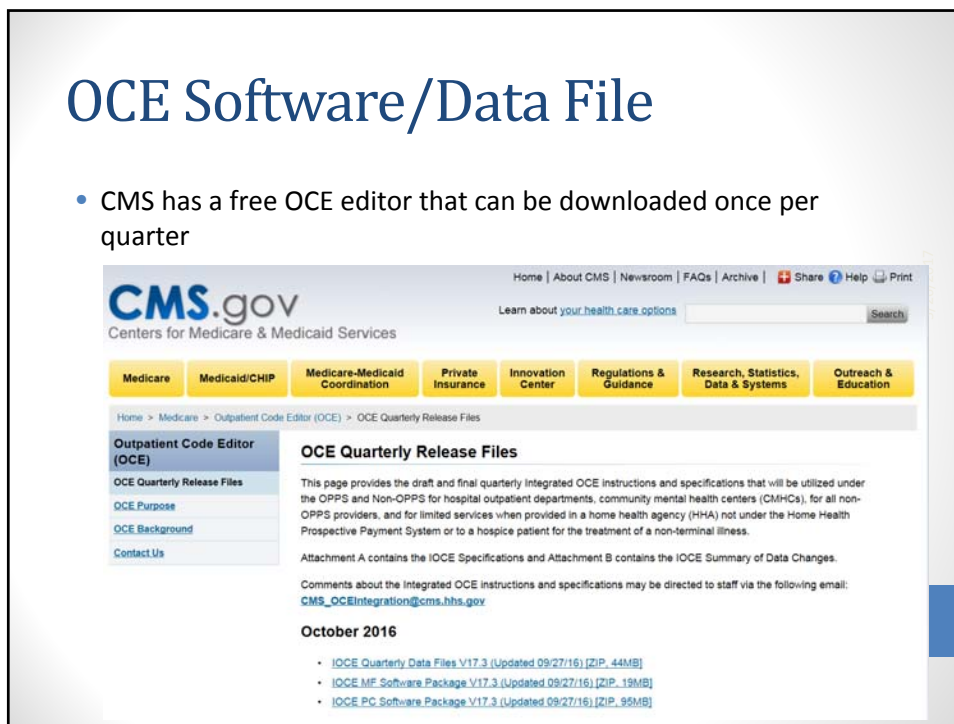 OCE Software/Data File
• CMS has a free OCE editor that can be downloaded once per
quarter
Home | About CMS | Newsroom | FAQs | Archive | Share Help Print
CMS.gov
Centers for Medicare & Medicaid Services
Learn about your health care options
Search
Medicare
Medicaid/CHIP
Medicare-Medicaid
Coordination
Private
Insurance
Innovation
Center
Regulations &
Guidance
Research, Statistics,
Data & Systems
Outreach &
Education
Home > Medicare > Outpatient Code Editor (OCE) > OCE Quarterly Release Files
Outpatient Code Editor
(OCE)
OCE Quarterly Release Files
OCE Purpose
OCE Background
Contact Us
OCE Quarterly Release Files
This page provides the draft and final quarterly Integrated OCE instructions and specifications that will be utilized under
the OPPS and Non-OPPS for hospital outpatient departments, community mental health centers (CMHCs), for all non-
OPPS providers, and for limited services when provided in a home health agency (HHA) not under the Home Health
Prospective Payment System or to a hospice patient for the treatment of a non-terminal illness.
Attachment A contains the IOCE Specifications and Attachment B contains the IOCE Summary of Data Changes.
Comments about the Integrated OCE instructions and specifications may be directed to staff via the following email:
CMS_OCEIntegration@cms.hhs.gov
October 2016
• IOCE Quarterly Data Files V17.3 (Updated 09/27/16) [ZIP, 44MB]
• IOCE MF Software Package V17.3 (Updated 09/27/16) [ZIP, 19MB]
• IOCE PC Software Package V17.3 (Updated 09/27/16) [ZIP, 95MB]